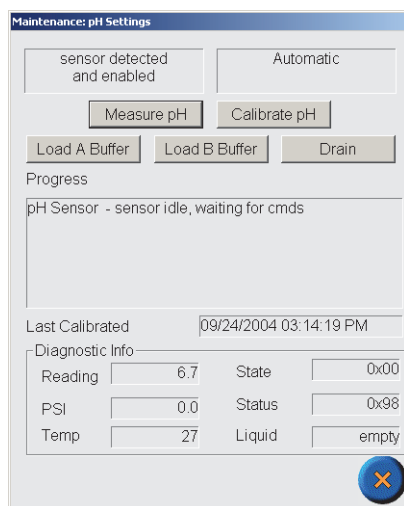 Maintenance: pH Settings
sensor detected
and enabled
Automatic
Measure pH
Calibrate pH
Load A Buffer
Load B Buffer
Drain
Progress
pH Sensor - sensor idle, waiting for cmds
Last Calibrated
09/24/2004 03:14:19 PM
Diagnostic Info
Reading
6.7
State
0x00
PSI
0.0
Status
0x98
Temp
27
Liquid
empty